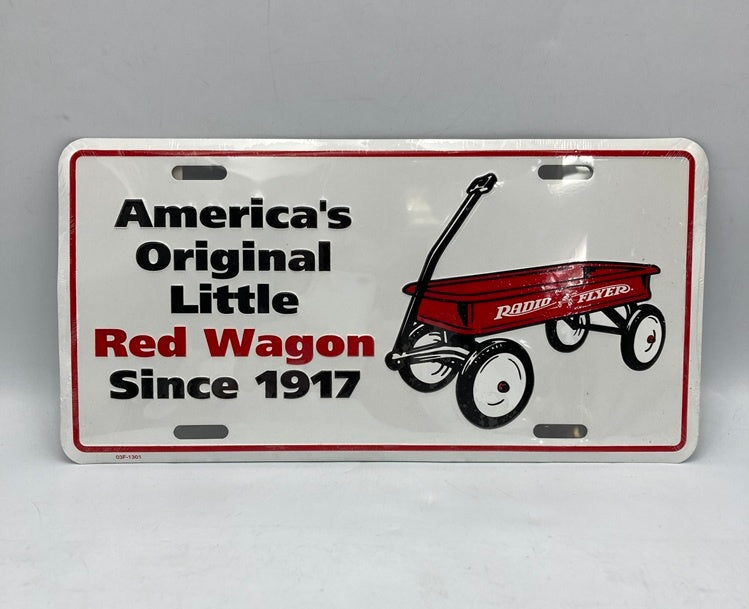 America's
Original
Little
Red Wagon
Since 1917
RADIO FLYER
03F-1301